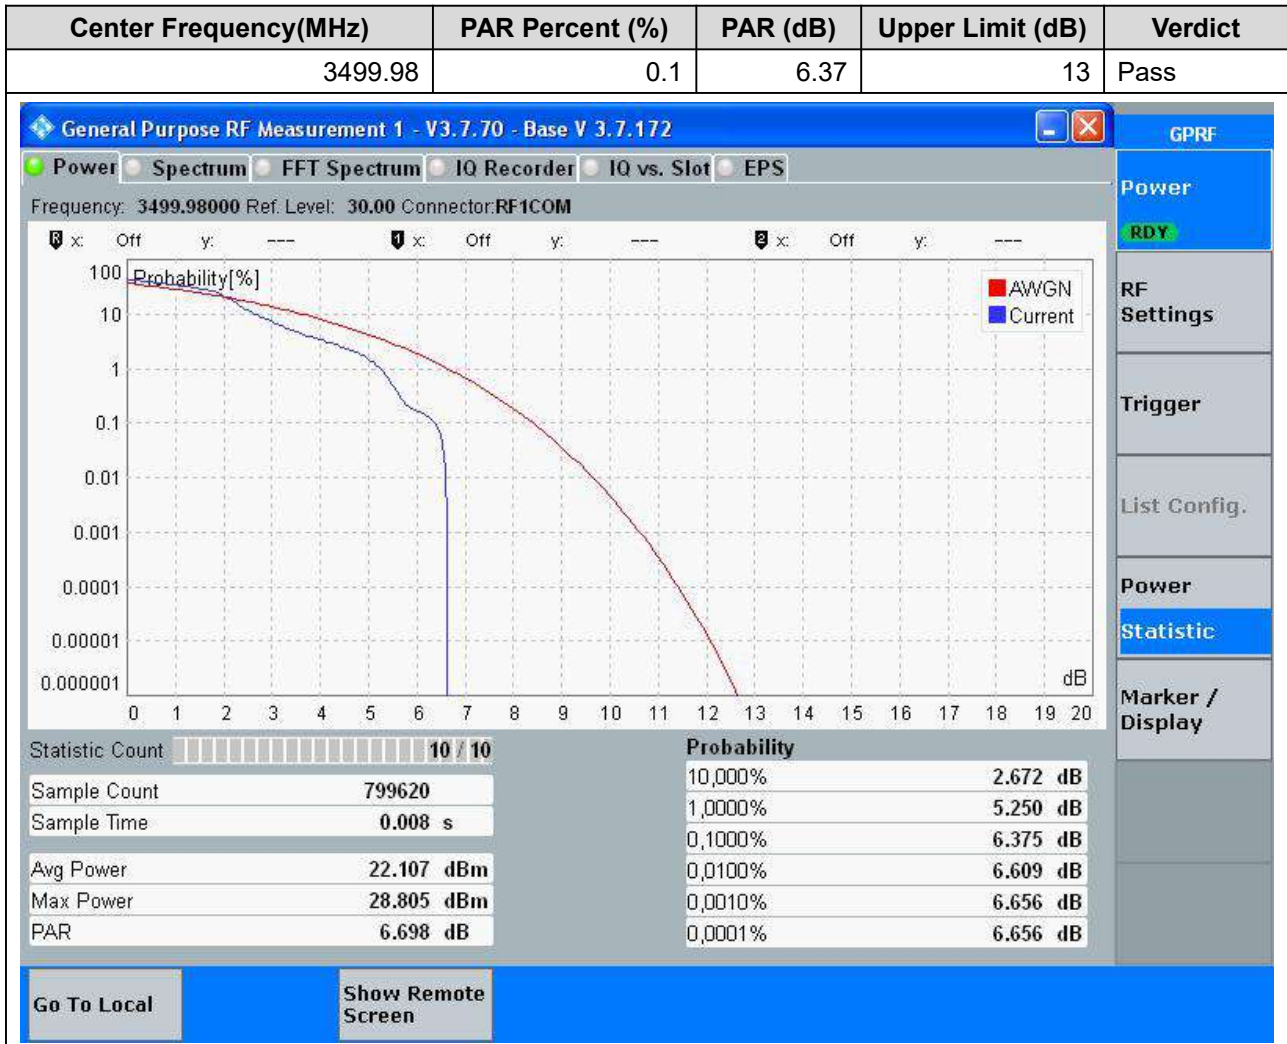 Center Frequency(MHz) PAR Percent (%) PAR (dB) Upper Limit (dB) Verdict
3499.98 0.1 6.37 13 Pass
General Purpose RF Measurement 1 - V3.7.70 - Base V 3.7.172
GPRF
Power Spectrum FFT Spectrum IQ Recorder IQ vs. Slot EPS
Frequency: 3499.98000 Ref. Level: 30.00 Connector:RF1COM
R x: Off y: --- 1 x: Off y: --- 2 x: Off y: ---
Probability[%]
100
10
1
0.1
0.01
0.001
0.0001
0.00001
0.000001
AWGN
Current
dB
0 1 2 3 4 5 6 7 8 9 10 11 12 13 14 15 16 17 18 19 20
Statistic Count 10 / 10
Sample Count 799620
Sample Time 0.008 s
Avg Power 22.107 dBm
Max Power 28.805 dBm
PAR 6.698 dB
Probability
10,000% 2.672 dB
1,0000% 5.250 dB
0,1000% 6.375 dB
0,0100% 6.609 dB
0,0010% 6.656 dB
0,0001% 6.656 dB
Power
RDY
RF
Settings
Trigger
List Config.
Power
Statistic
Marker /
Display
Go To Local
Show Remote
Screen